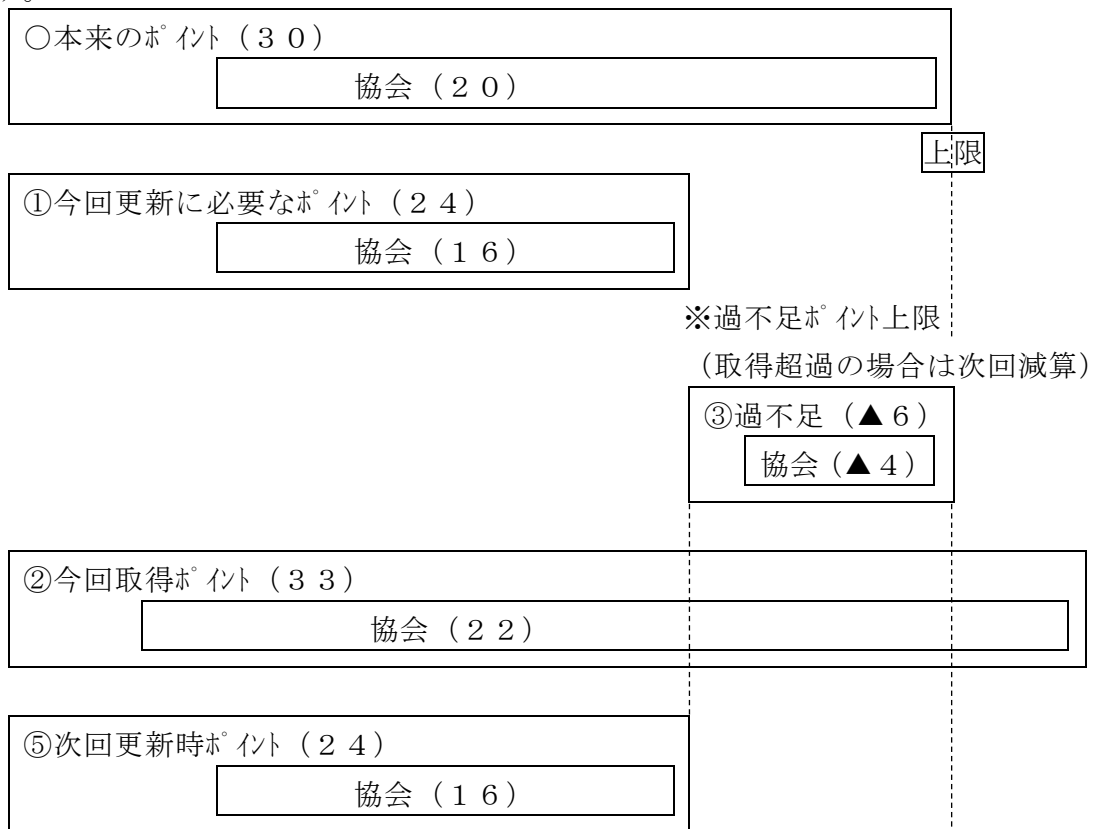 ○本来のﾎﾟｲﾝﾄ（３０）
協会（２０）
上限
①今回更新に必要なﾎﾟｲﾝﾄ（２４）
協会（１６）
※過不足ﾎﾟｲﾝﾄ上限
（取得超過の場合は次回減算）
③過不足（▲６）
協会（▲４）
②今回取得ﾎﾟｲﾝﾄ（３３）
協会（２２）
⑤次回更新時ﾎﾟｲﾝﾄ（２４）
協会（１６）